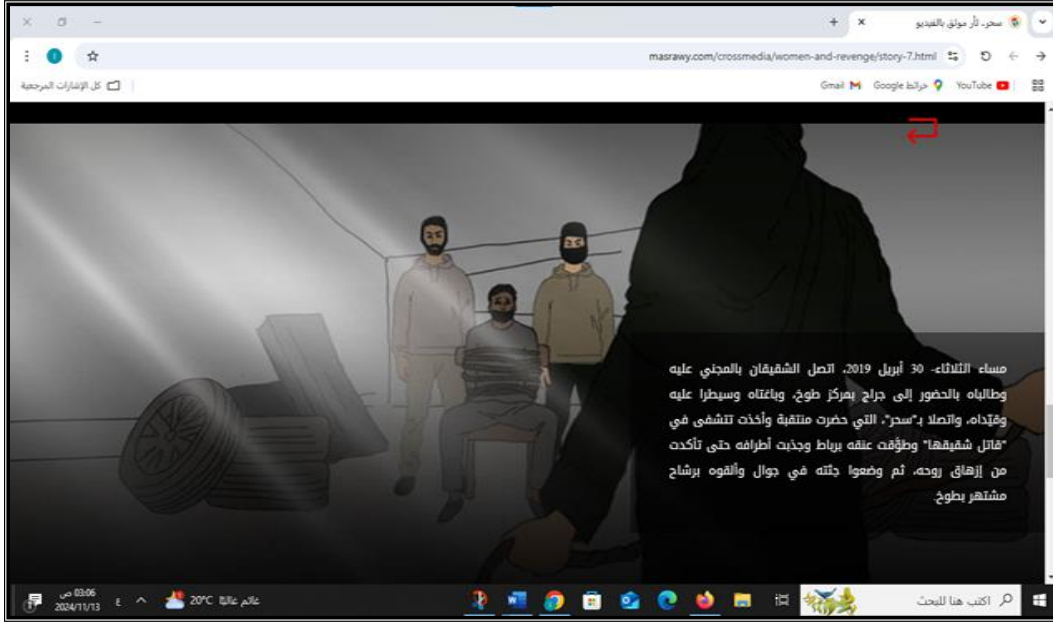 سحر.. ثأر موثق بالفيديو
masrawy.com/crossmedia/women-and-revenge/story-7.html
YouTube
خرائط Google
Gmail
كل الإشارات المرجعية
مساء الثلاثاء- 30 أبريل 2019، اتصل الشقيقان بالمجني عليه
وطالباه بالحضور إلى جراج بمركز طوخ، وباغتاه وسيطرا عليه
وقيّداه، واتصلا بـ"سحر"، التي حضرت منتقبة وأخذت تتشفى في
"قاتل شقيقها" وطوَّقت عنقه برباط وجذبت أطرافه حتى تأكدت
من إزهاق روحه، ثم وضعوا جثته في جوال وألقوه برشاح
مشتهر بطوخ.
اكتب هنا للبحث
20°C غائم غالبًا
ع
03:06 ص
2024/11/13